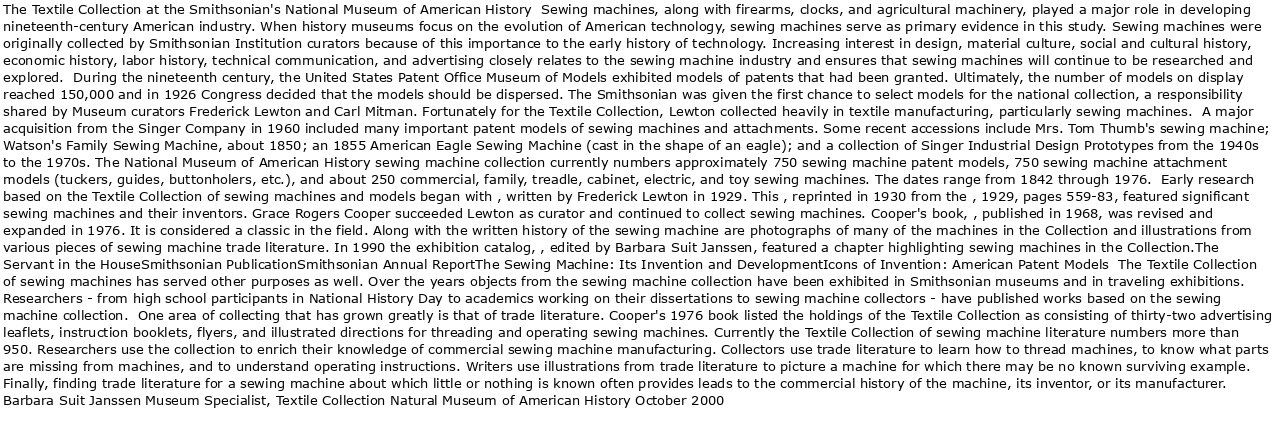 The Textile Collection at the Smithsonian's National Museum of American History  Sewing machines, along with firearms, clocks, and agricultural machinery, played a major role in developing
nineteenth-century American industry. When history museums focus on the evolution of American technology, sewing machines serve as primary evidence in this study. Sewing machines were
originally collected by Smithsonian Institution curators because of this importance to the early history of technology. Increasing interest in design, material culture, social and cultural history,
economic history, labor history, technical communication, and advertising closely relates to the sewing machine industry and ensures that sewing machines will continue to be researched and
explored.  During the nineteenth century, the United States Patent Office Museum of Models exhibited models of patents that had been granted. Ultimately, the number of models on display
reached 150,000 and in 1926 Congress decided that the models should be dispersed. The Smithsonian was given the first chance to select models for the national collection, a responsibility
shared by Museum curators Frederick Lewton and Carl Mitman. Fortunately for the Textile Collection, Lewton collected heavily in textile manufacturing, particularly sewing machines.  A major
acquisition from the Singer Company in 1960 included many important patent models of sewing machines and attachments. Some recent accessions include Mrs. Tom Thumb's sewing machine;
Watson's Family Sewing Machine, about 1850; an 1855 American Eagle Sewing Machine (cast in the shape of an eagle); and a collection of Singer Industrial Design Prototypes from the 1940s
to the 1970s. The National Museum of American History sewing machine collection currently numbers approximately 750 sewing machine patent models, 750 sewing machine attachment
models (tuckers, guides, buttonholers, etc.), and about 250 commercial, family, treadle, cabinet, electric, and toy sewing machines. The dates range from 1842 through 1976.  Early research
based on the Textile Collection of sewing machines and models began with , written by Frederick Lewton in 1929. This , reprinted in 1930 from the , 1929, pages 559-83, featured significant
sewing machines and their inventors. Grace Rogers Cooper succeeded Lewton as curator and continued to collect sewing machines. Cooper's book, , published in 1968, was revised and
expanded in 1976. It is considered a classic in the field. Along with the written history of the sewing machine are photographs of many of the machines in the Collection and illustrations from
various pieces of sewing machine trade literature. In 1990 the exhibition catalog, , edited by Barbara Suit Janssen, featured a chapter highlighting sewing machines in the Collection.The
Servant in the HouseSmithsonian PublicationSmithsonian Annual ReportThe Sewing Machine: Its Invention and DevelopmentIcons of Invention: American Patent Models  The Textile Collection
of sewing machines has served other purposes as well. Over the years objects from the sewing machine collection have been exhibited in Smithsonian museums and in traveling exhibitions.
Researchers - from high school participants in National History Day to academics working on their dissertations to sewing machine collectors - have published works based on the sewing
machine collection.  One area of collecting that has grown greatly is that of trade literature. Cooper's 1976 book listed the holdings of the Textile Collection as consisting of thirty-two advertising
leaflets, instruction booklets, flyers, and illustrated directions for threading and operating sewing machines. Currently the Textile Collection of sewing machine literature numbers more than
950. Researchers use the collection to enrich their knowledge of commercial sewing machine manufacturing. Collectors use trade literature to learn how to thread machines, to know what parts
are missing from machines, and to understand operating instructions. Writers use illustrations from trade literature to picture a machine for which there may be no known surviving example.
Finally, finding trade literature for a sewing machine about which little or nothing is known often provides leads to the commercial history of the machine, its inventor, or its manufacturer.
Barbara Suit Janssen Museum Specialist, Textile Collection Natural Museum of American History October 2000